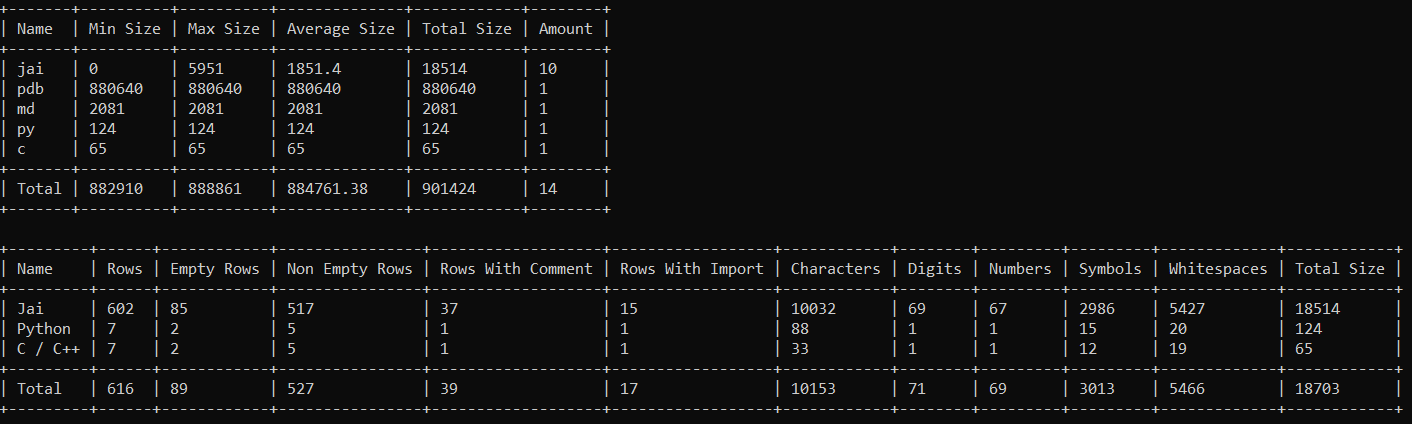 +-------+----------+----------+--------------+------------+--------+
| Name  | Min Size | Max Size | Average Size | Total Size | Amount |
+-------+----------+----------+--------------+------------+--------+
| jai   | 0        | 5951     | 1851.4       | 18514      | 10     |
| pdb   | 880640   | 880640   | 880640       | 880640     | 1      |
| md    | 2081     | 2081     | 2081         | 2081       | 1      |
| py    | 124      | 124      | 124          | 124        | 1      |
| c     | 65       | 65       | 65           | 65         | 1      |
+-------+----------+----------+--------------+------------+--------+
| Total | 882910   | 888861   | 884761.38    | 901424     | 14     |
+-------+----------+----------+--------------+------------+--------+

+---------+------+------------+----------------+-------------------+------------------+------------+--------+---------+---------+-------------+------------+
| Name    | Rows | Empty Rows | Non Empty Rows | Rows With Comment | Rows With Import | Characters | Digits | Numbers | Symbols | Whitespaces | Total Size |
+---------+------+------------+----------------+-------------------+------------------+------------+--------+---------+---------+-------------+------------+
| Jai     | 602  | 85         | 517            | 37                | 15               | 10032      | 69     | 67      | 2986    | 5427        | 18514      |
| Python  | 7    | 2          | 5              | 1                 | 1                | 88         | 1      | 1       | 15      | 20          | 124        |
| C / C++ | 7    | 2          | 5              | 1                 | 1                | 33         | 1      | 1       | 12      | 19          | 65         |
+---------+------+------------+----------------+-------------------+------------------+------------+--------+---------+---------+-------------+------------+
| Total   | 616  | 89         | 527            | 39                | 17               | 10153      | 71     | 69      | 3013    | 5466        | 18703      |
+---------+------+------------+----------------+-------------------+------------------+------------+--------+---------+---------+-------------+------------+